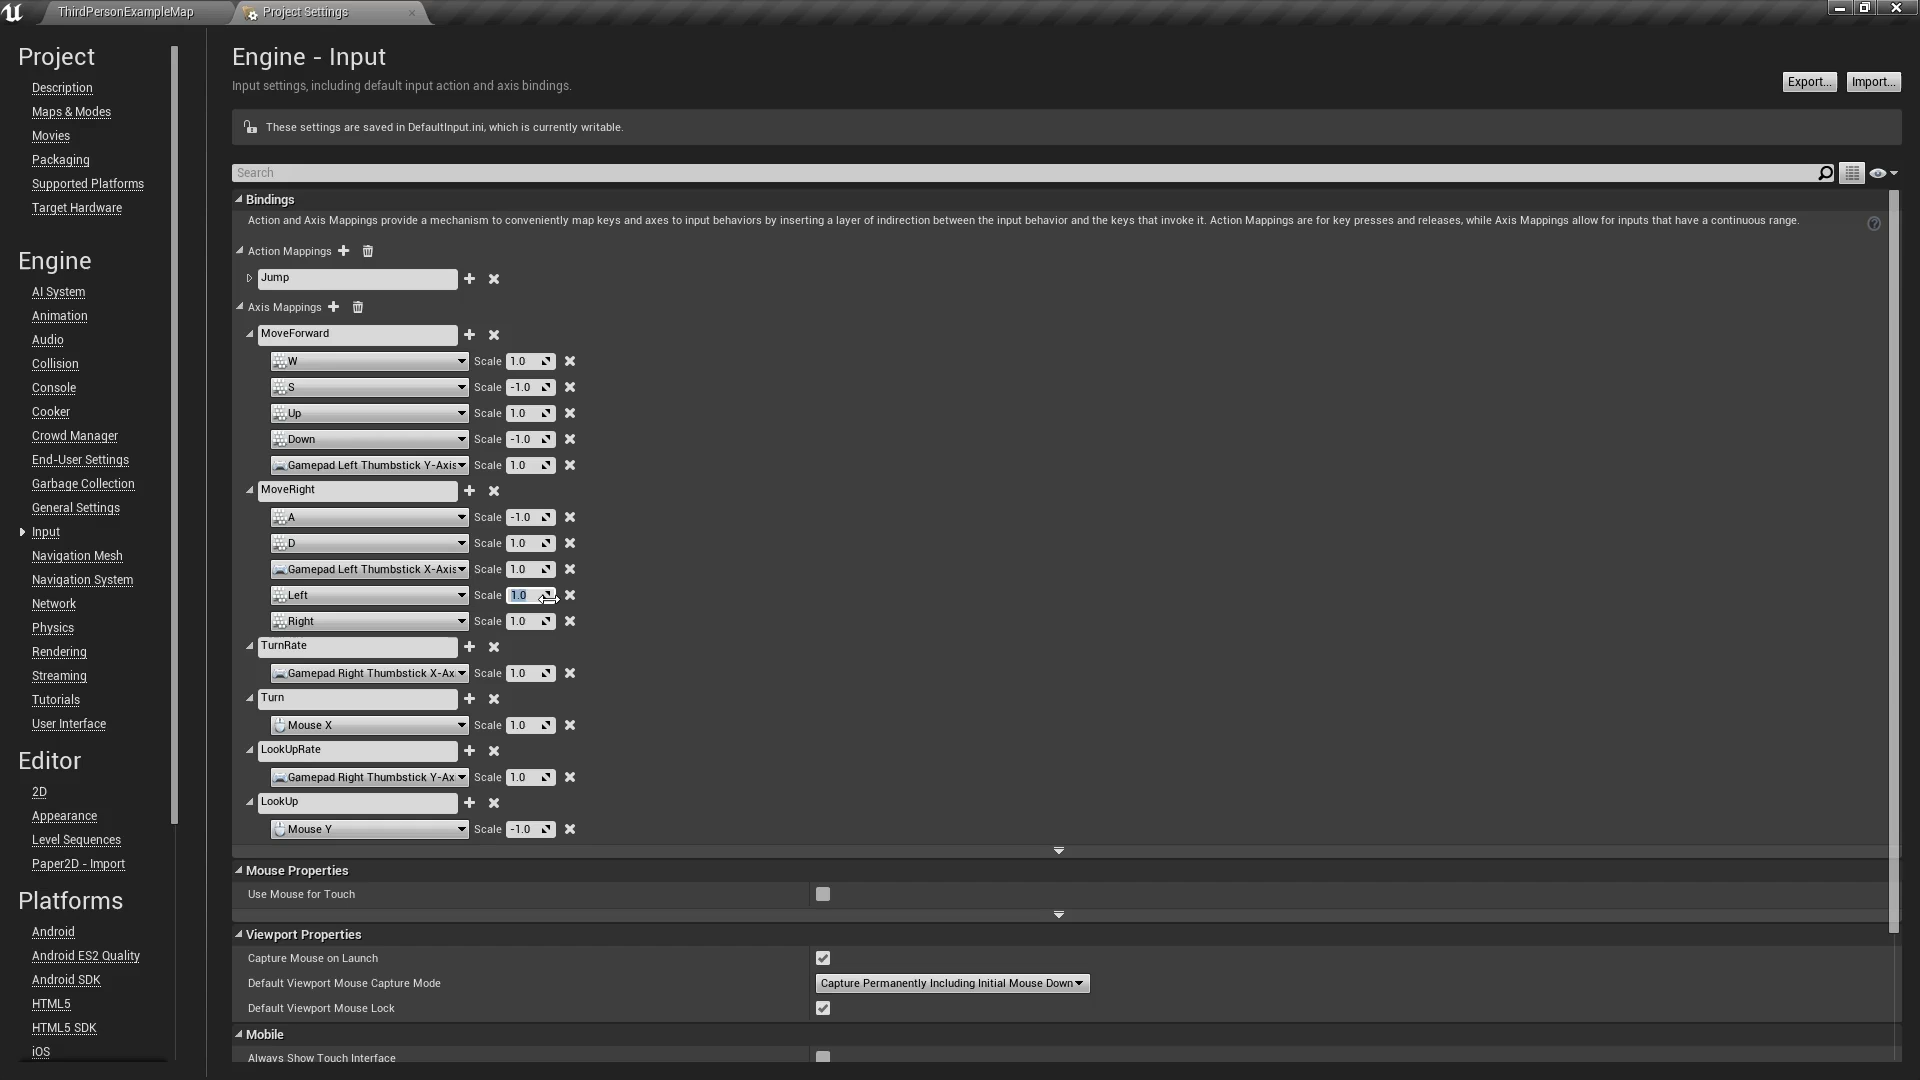 ThirdPersonExampleMap
Project Settings
Project
Description
Maps & Modes
Movies
Packaging
Supported Platforms
Target Hardware
Engine
AI System
Animation
Audio
Collision
Console
Cooker
Crowd Manager
End-User Settings
Garbage Collection
General Settings
Input
Navigation Mesh
Navigation System
Network
Physics
Rendering
Streaming
Tutorials
User Interface
Editor
2D
Appearance
Level Sequences
Paper2D - Import
Platforms
Android
Android ES2 Quality
Android SDK
HTML5
HTML5 SDK
iOS
Engine - Input
Input settings, including default input action and axis bindings.
Export...
Import...
These settings are saved in DefaultInput.ini, which is currently writable.
Search
Bindings
Action and Axis Mappings provide a mechanism to conveniently map keys and axes to input behaviors by inserting a layer of indirection between the input behavior and the keys that invoke it. Action Mappings are for key presses and releases, while Axis Mappings allow for inputs that have a continuous range.
Action Mappings
Jump
Axis Mappings
MoveForward
W Scale 1.0
S Scale -1.0
Up Scale 1.0
Down Scale -1.0
Gamepad Left Thumbstick Y-Axis Scale 1.0
MoveRight
A Scale -1.0
D Scale 1.0
Gamepad Left Thumbstick X-Axis Scale 1.0
Left Scale 1.0
Right Scale 1.0
TurnRate
Gamepad Right Thumbstick X-Ax Scale 1.0
Turn
Mouse X Scale 1.0
LookUpRate
Gamepad Right Thumbstick Y-Ax Scale 1.0
LookUp
Mouse Y Scale -1.0
Mouse Properties
Use Mouse for Touch
Viewport Properties
Capture Mouse on Launch
Default Viewport Mouse Capture Mode Capture Permanently Including Initial Mouse Down
Default Viewport Mouse Lock
Mobile
Always Show Touch Interface